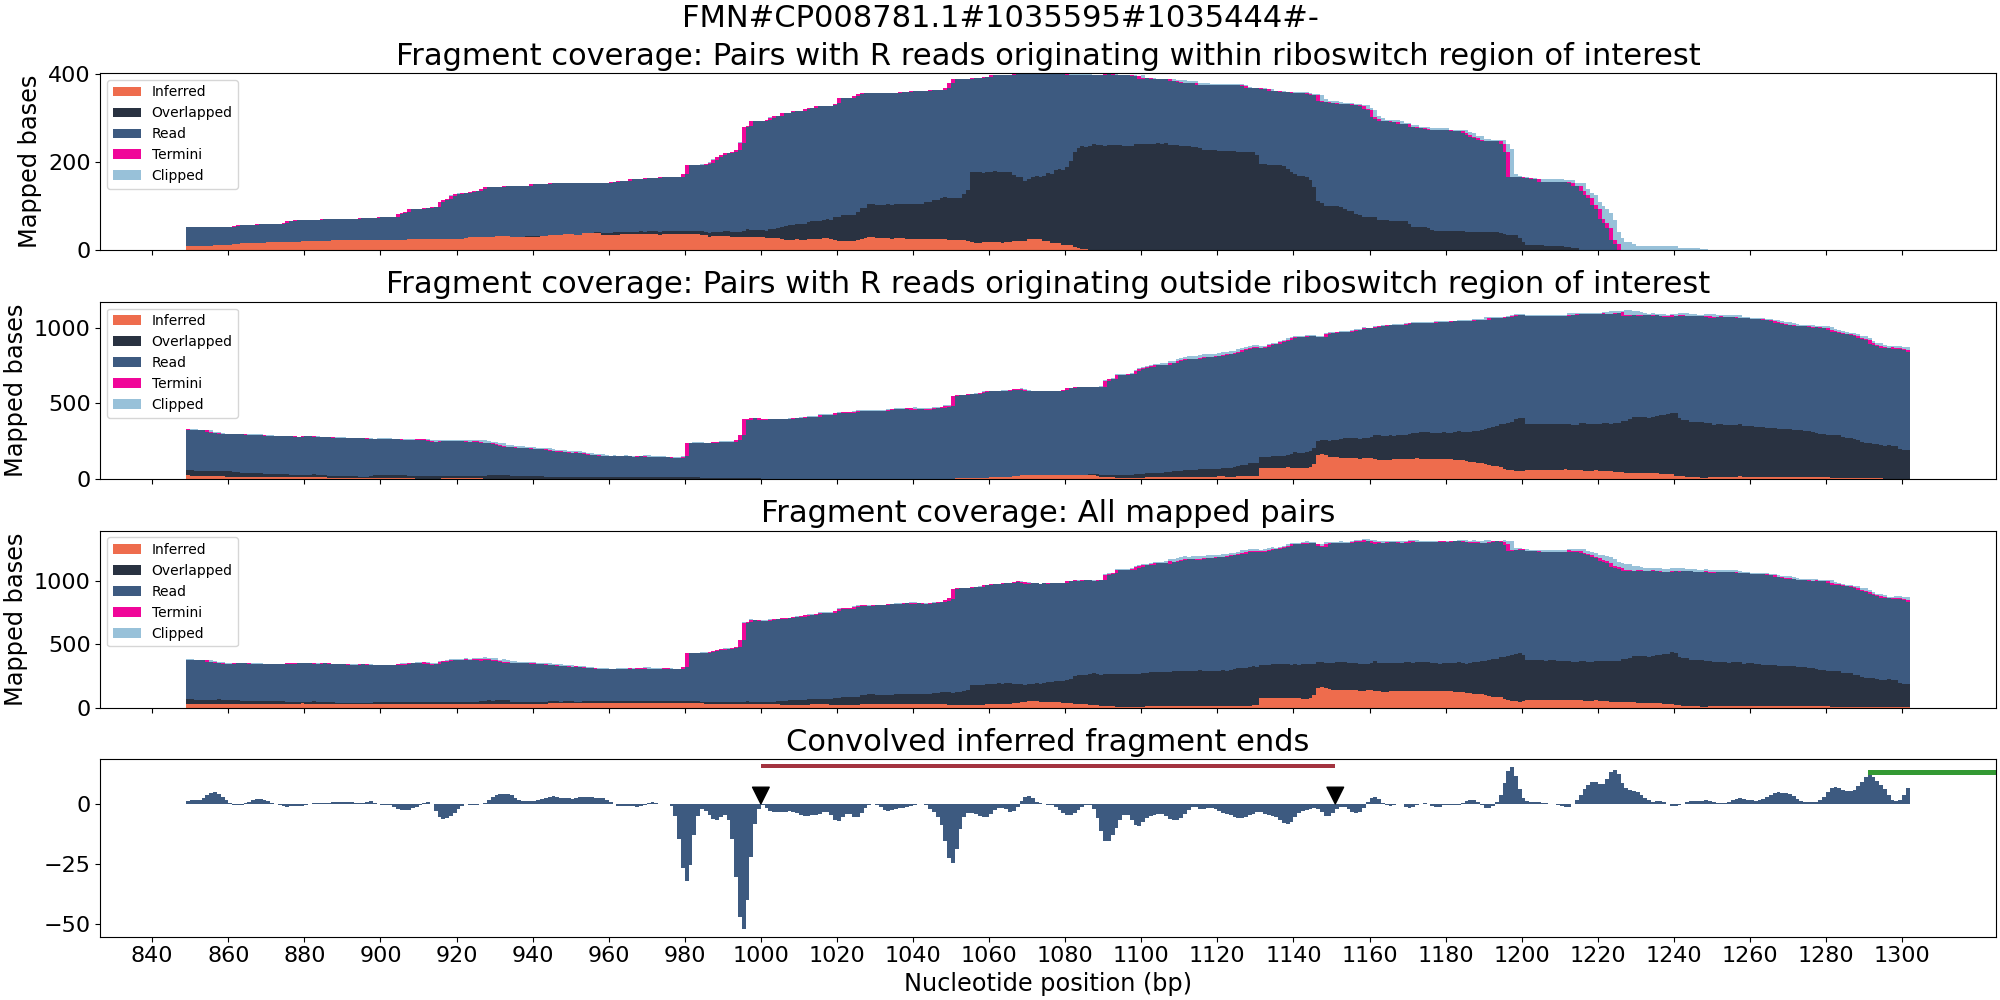 FMN#CP008781.1#1035595#1035444#-
Fragment coverage: Pairs with R reads originating within riboswitch region of interest
Mapped bases
400
200
0
Inferred
Overlapped
Read
Termini
Clipped
Fragment coverage: Pairs with R reads originating outside riboswitch region of interest
Mapped bases
1000
500
0
Inferred
Overlapped
Read
Termini
Clipped
Fragment coverage: All mapped pairs
Mapped bases
1000
500
0
Inferred
Overlapped
Read
Termini
Clipped
Convolved inferred fragment ends
0
−25
−50
840 860 880 900 920 940 960 980 1000 1020 1040 1060 1080 1100 1120 1140 1160 1180 1200 1220 1240 1260 1280 1300
Nucleotide position (bp)